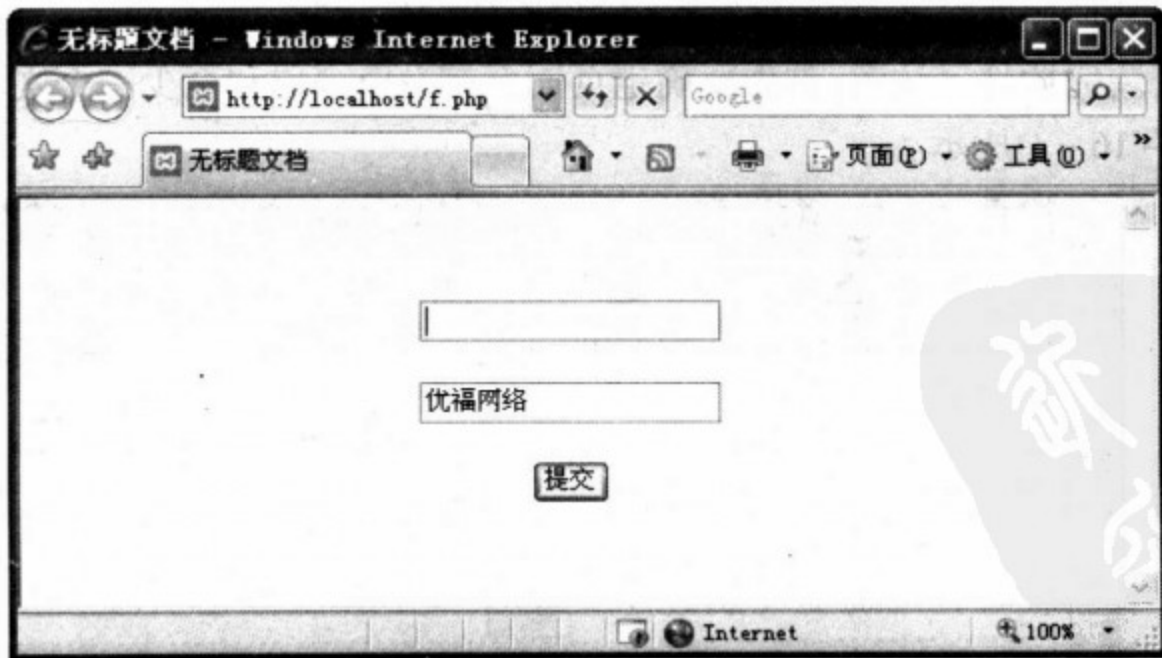 无标题文档 - Windows Internet Explorer
http://localhost/f.php
Google
无标题文档
页面(P)
工具(O)
»
优福网络
提交
Internet
100%